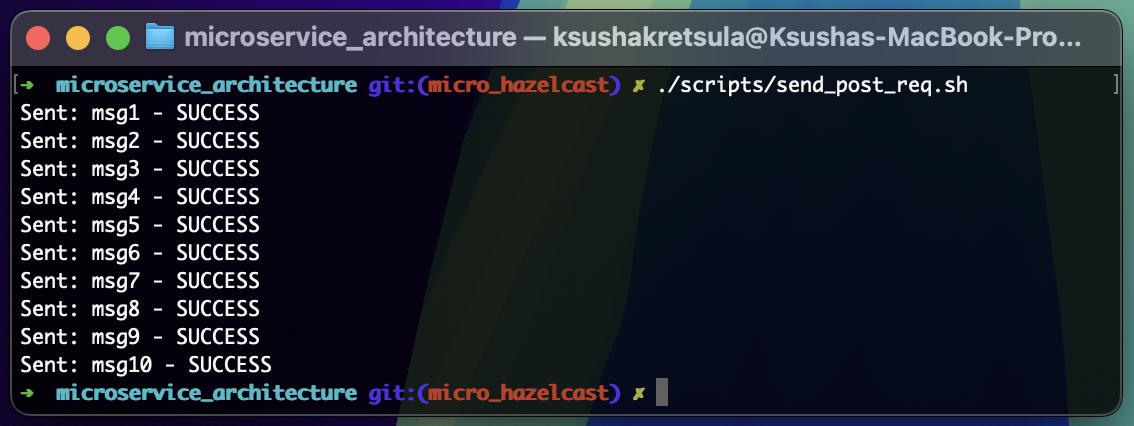 microservice_architecture — ksushakretsula@Ksushas-MacBook-Pro...
[➜  microservice_architecture git:(micro_hazelcast) ✗ ./scripts/send_post_req.sh ]
Sent: msg1 - SUCCESS
Sent: msg2 - SUCCESS
Sent: msg3 - SUCCESS
Sent: msg4 - SUCCESS
Sent: msg5 - SUCCESS
Sent: msg6 - SUCCESS
Sent: msg7 - SUCCESS
Sent: msg8 - SUCCESS
Sent: msg9 - SUCCESS
Sent: msg10 - SUCCESS
➜  microservice_architecture git:(micro_hazelcast) ✗